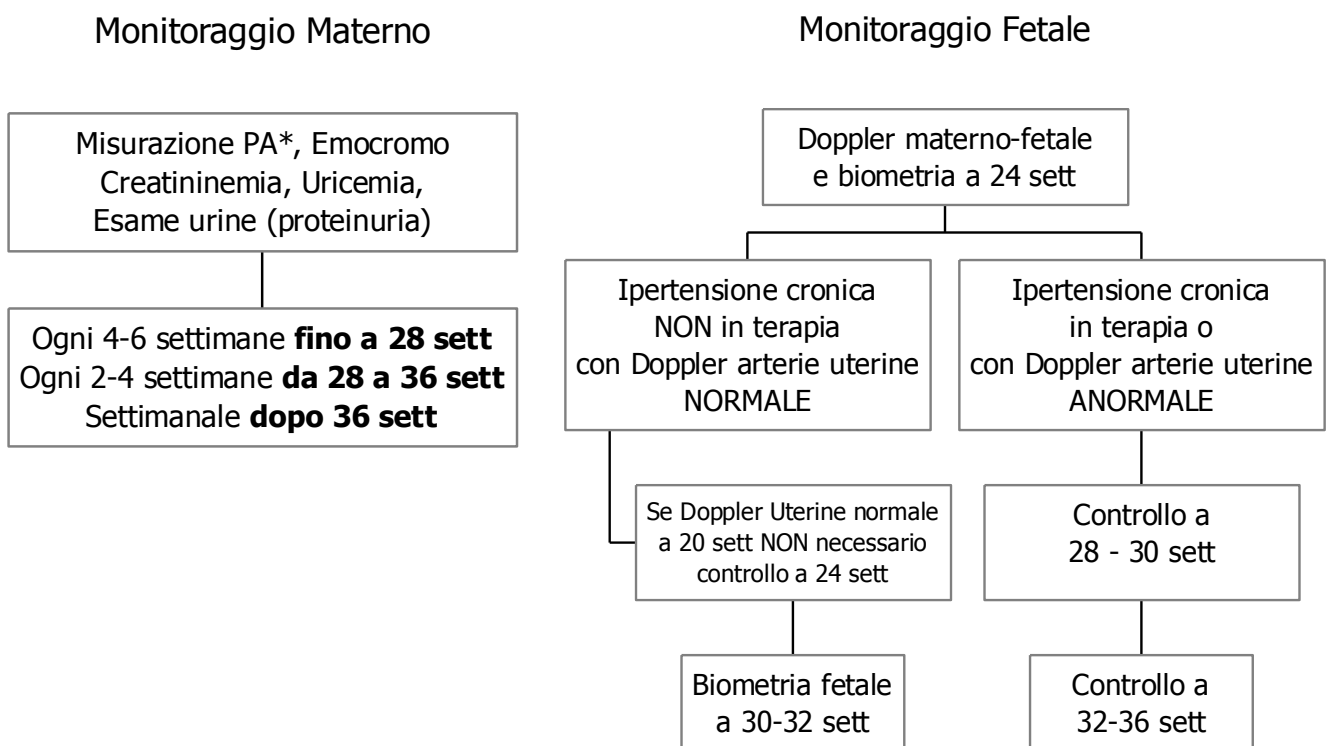 Monitoraggio Materno
Misurazione PA*, Emocromo
Creatininemia, Uricemia,
Esame urine (proteinuria)
Ogni 4-6 settimane fino a 28 sett
Ogni 2-4 settimane da 28 a 36 sett
Settimanale dopo 36 sett
Monitoraggio Fetale
Doppler materno-fetale
e biometria a 24 sett
Ipertensione cronica
NON in terapia
con Doppler arterie uterine
NORMALE
Se Doppler Uterine normale
a 20 sett NON necessario
controllo a 24 sett
Biometria fetale
a 30-32 sett
Ipertensione cronica
in terapia o
con Doppler arterie uterine
ANORMALE
Controllo a
28 - 30 sett
Controllo a
32-36 sett